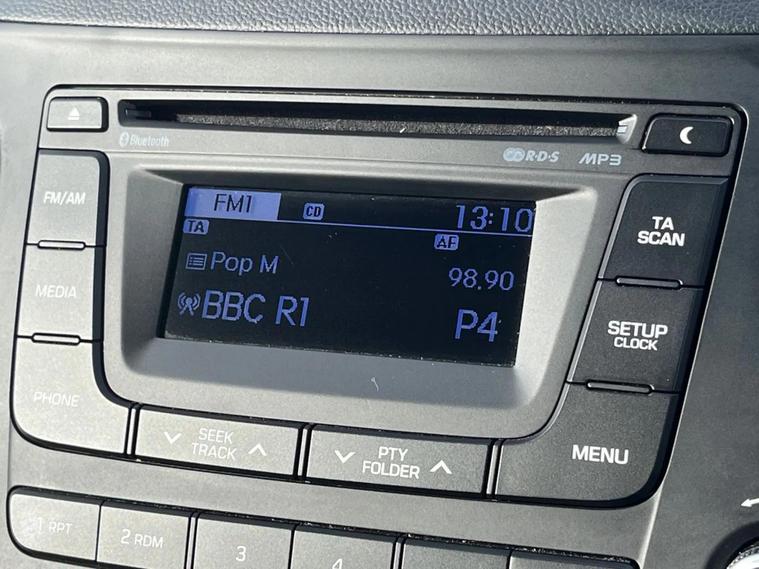 Bluetooth
R·D·S MP3
FM/AM
MEDIA
PHONE
FM1 CD 13:10
TA AF
Pop M 98.90
BBC R1 P4
TA
SCAN
SETUP
CLOCK
MENU
SEEK
TRACK
PTY
FOLDER
1 RPT
2 RDM
3
4